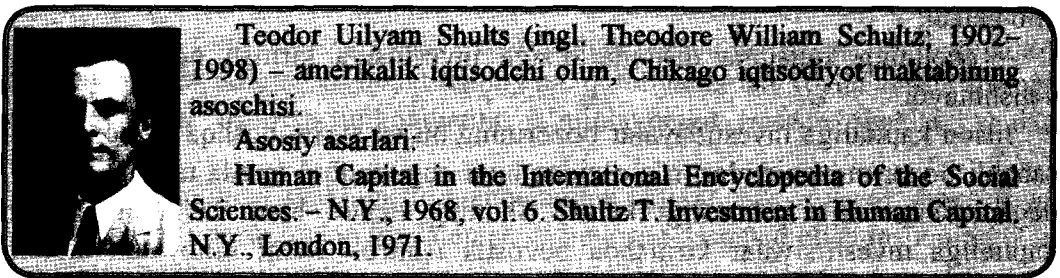 Teodor Uilyam Shults (ingl. Theodore William Schultz; 1902–
1998) – amerikalik iqtisodchi olim, Chikago iqtisodiyot maktabining
asoschisi.
Asosiy asarlari:
Human Capital in the International Encyclopedia of the Social
Sciences. – N.Y., 1968, vol. 6. Shultz T. Investment in Human Capital.
N.Y., London, 1971.